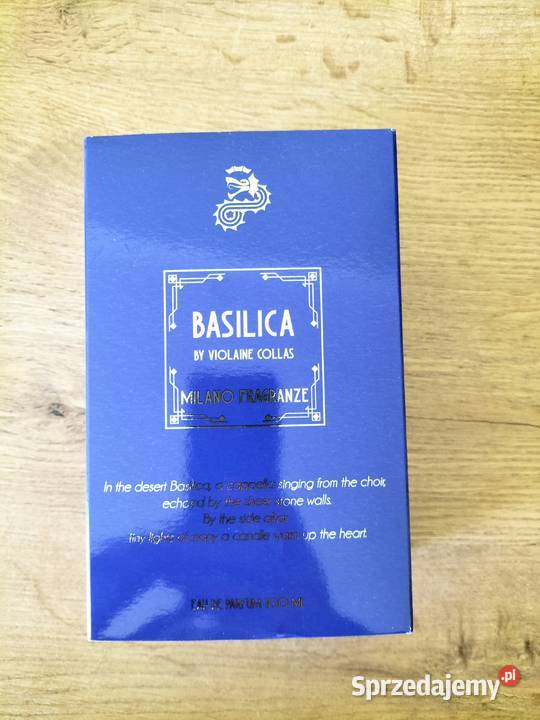 BASILICA
BY VIOLAINE COLLAS
MILANO FRAGRANZE
In the desert Basilica, a cappella singing from the choir,
echoed by the sheer stone walls.
By the side altar
Tiny lights of many a candle warm up the heart.
EAU DE PARFUM 100 ML
Sprzedajemy.pl